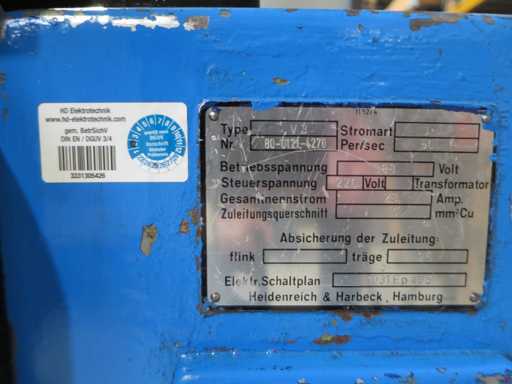 HD Elektrotechnik
www.hd-elektrotechnik.com
gem. BetrSichV
DIN EN / DGUV 3/4
3231305426
Type V 3 Stromart
Nr. 80-0121-4270 Per/sec
Betriebsspannung Volt
Steuerspannung 220 Volt Transformator
Gesamtnennstrom Amp.
Zuleitungsquerschnitt mm²Cu
Absicherung der Zuleitung:
flink träge
Elektr. Schaltplan
Heidenreich & Harbeck, Hamburg